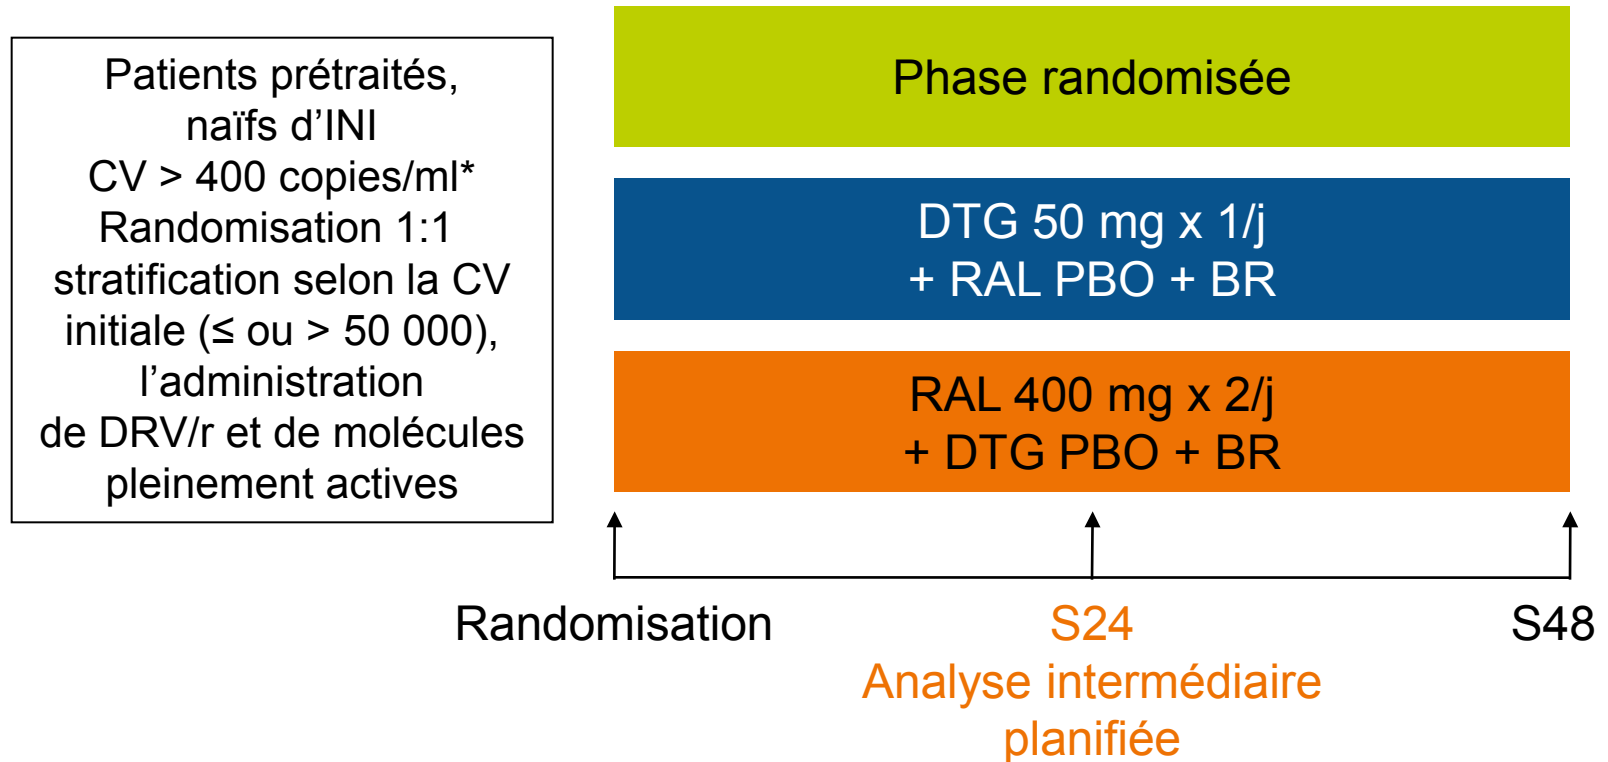 Patients prétraités,
naïfs d'INI
CV > 400 copies/ml*
Randomisation 1:1
stratification selon la CV
initiale (≤ ou > 50 000),
l'administration
de DRV/r et de molécules
pleinement actives
Phase randomisée
DTG 50 mg x 1/j
+ RAL PBO + BR
RAL 400 mg x 2/j
+ DTG PBO + BR
Randomisation
S24
Analyse intermédiaire
planifiée
S48